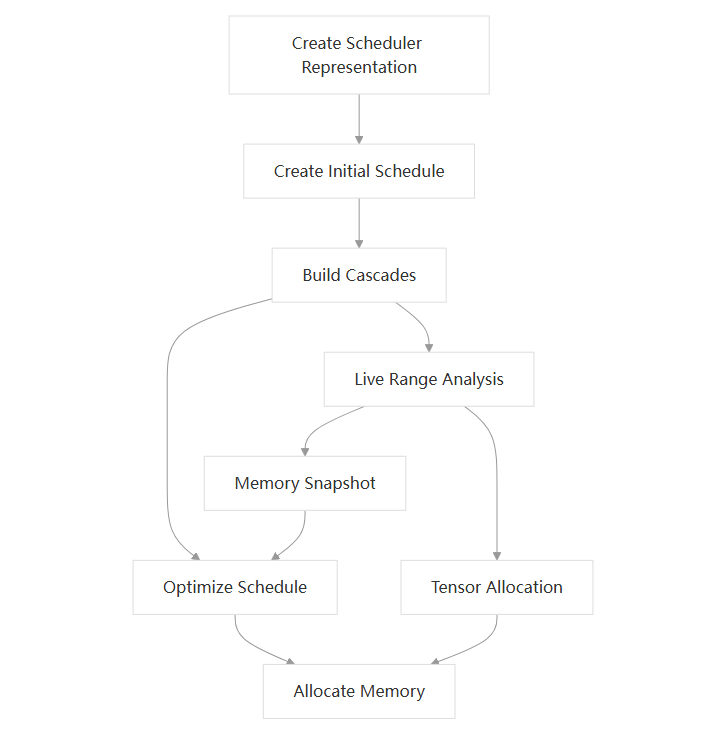 Create Scheduler
Representation
Create Initial Schedule
Build Cascades
Live Range Analysis
Memory Snapshot
Optimize Schedule
Tensor Allocation
Allocate Memory